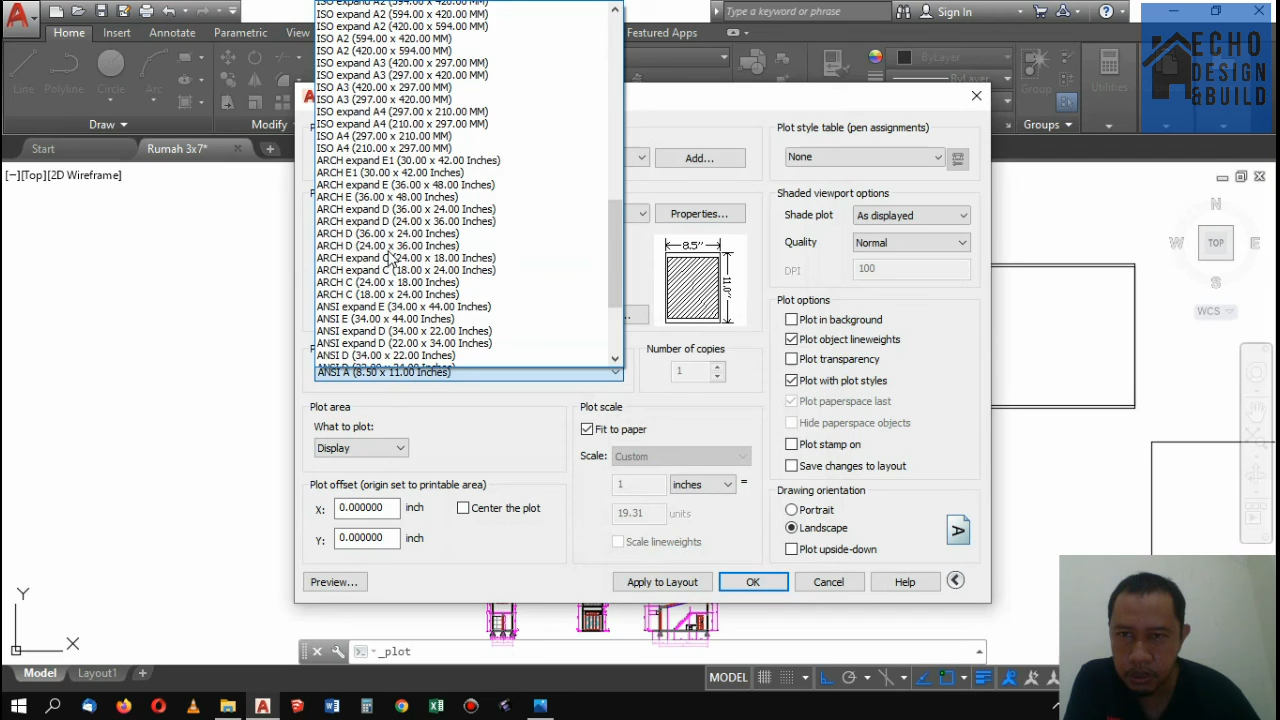 ISO expand A2 (594.00 x 420.00 MM)
ISO expand A2 (420.00 x 594.00 MM)
ISO A2 (594.00 x 420.00 MM)
ISO A2 (420.00 x 594.00 MM)
ISO expand A3 (420.00 x 297.00 MM)
ISO expand A3 (297.00 x 420.00 MM)
ISO A3 (420.00 x 297.00 MM)
ISO A3 (297.00 x 420.00 MM)
ISO expand A4 (297.00 x 210.00 MM)
ISO expand A4 (210.00 x 297.00 MM)
ISO A4 (297.00 x 210.00 MM)
ISO A4 (210.00 x 297.00 MM)
ARCH expand E1 (30.00 x 42.00 Inches)
ARCH E1 (30.00 x 42.00 Inches)
ARCH expand E (36.00 x 48.00 Inches)
ARCH E (36.00 x 48.00 Inches)
ARCH expand D (36.00 x 24.00 Inches)
ARCH expand D (24.00 x 36.00 Inches)
ARCH D (36.00 x 24.00 Inches)
ARCH D (24.00 x 36.00 Inches)
ARCH expand C (24.00 x 18.00 Inches)
ARCH expand C (18.00 x 24.00 Inches)
ARCH C (24.00 x 18.00 Inches)
ARCH C (18.00 x 24.00 Inches)
ANSI expand E (34.00 x 44.00 Inches)
ANSI E (34.00 x 44.00 Inches)
ANSI expand D (34.00 x 22.00 Inches)
ANSI expand D (22.00 x 34.00 Inches)
ANSI D (34.00 x 22.00 Inches)
ANSI A (8.50 x 11.00 Inches)
Type a keyword or phrase
Sign In
Home Insert Annotate Parametric View
Featured Apps
Line Polyline Circle Arc
ByLayer
ByLayer
Group
Draw
Modify
Groups
ECHO
DESIGN
&BUILD
Start
Rumah 3x7*
[−][Top][2D Wireframe]
Add...
Properties...
8.5''
11.0''
Number of copies
1
Plot area
What to plot:
Display
Plot offset (origin set to printable area)
X: 0.000000 inch
Center the plot
Y: 0.000000 inch
Plot scale
Fit to paper
Scale: Custom
1 inches =
19.31 units
Scale lineweights
Plot style table (pen assignments)
None
Shaded viewport options
Shade plot As displayed
Quality Normal
DPI 100
Plot options
Plot in background
Plot object lineweights
Plot transparency
Plot with plot styles
Plot paperspace last
Hide paperspace objects
Plot stamp on
Save changes to layout
Drawing orientation
Portrait
Landscape
Plot upside-down
A
Preview...
Apply to Layout
OK
Cancel
Help
N
W
TOP
E
S
WCS
Y
X
_plot
Model
Layout1
MODEL